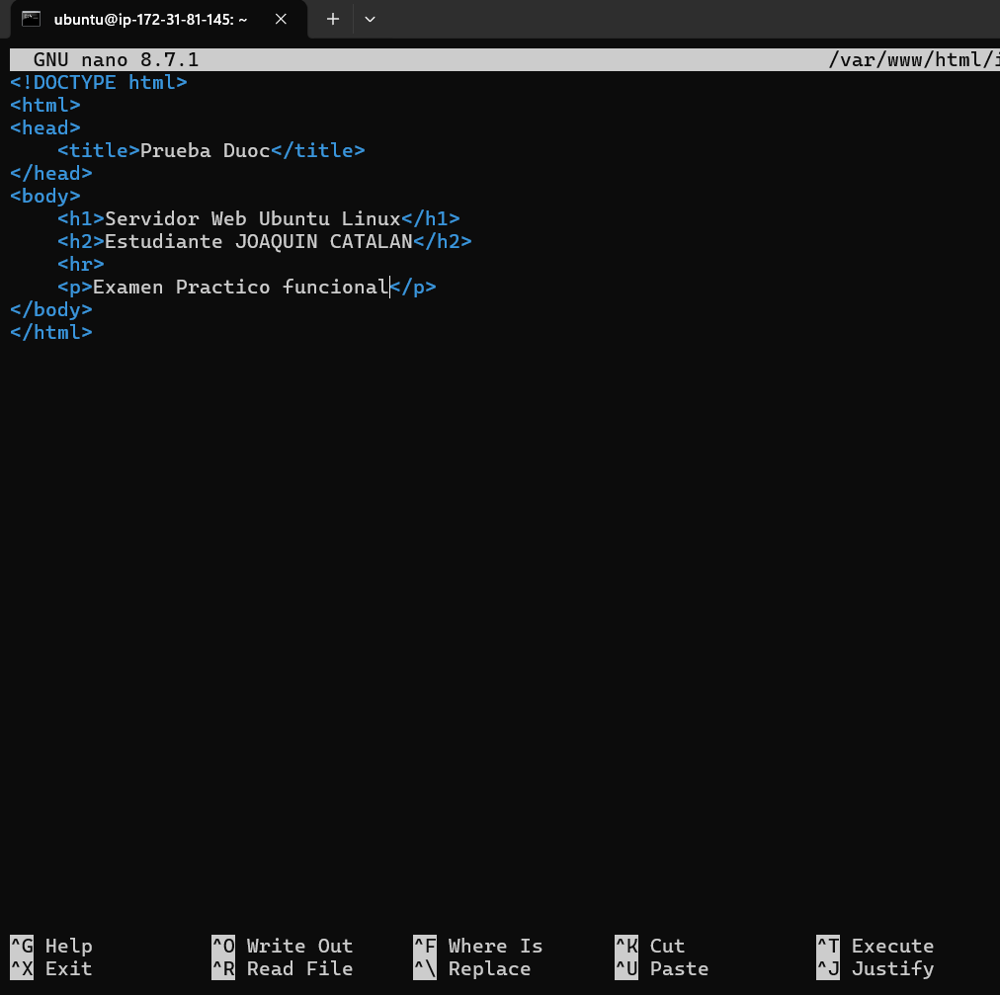 ubuntu@ip-172-31-81-145: ~
GNU nano 8.7.1 /var/www/html/i
<!DOCTYPE html>
<html>
<head>
    <title>Prueba Duoc</title>
</head>
<body>
    <h1>Servidor Web Ubuntu Linux</h1>
    <h2>Estudiante JOAQUIN CATALAN</h2>
    <hr>
    <p>Examen Practico funcional</p>
</body>
</html>
^G Help ^O Write Out ^F Where Is ^K Cut ^T Execute
^X Exit ^R Read File ^\ Replace ^U Paste ^J Justify